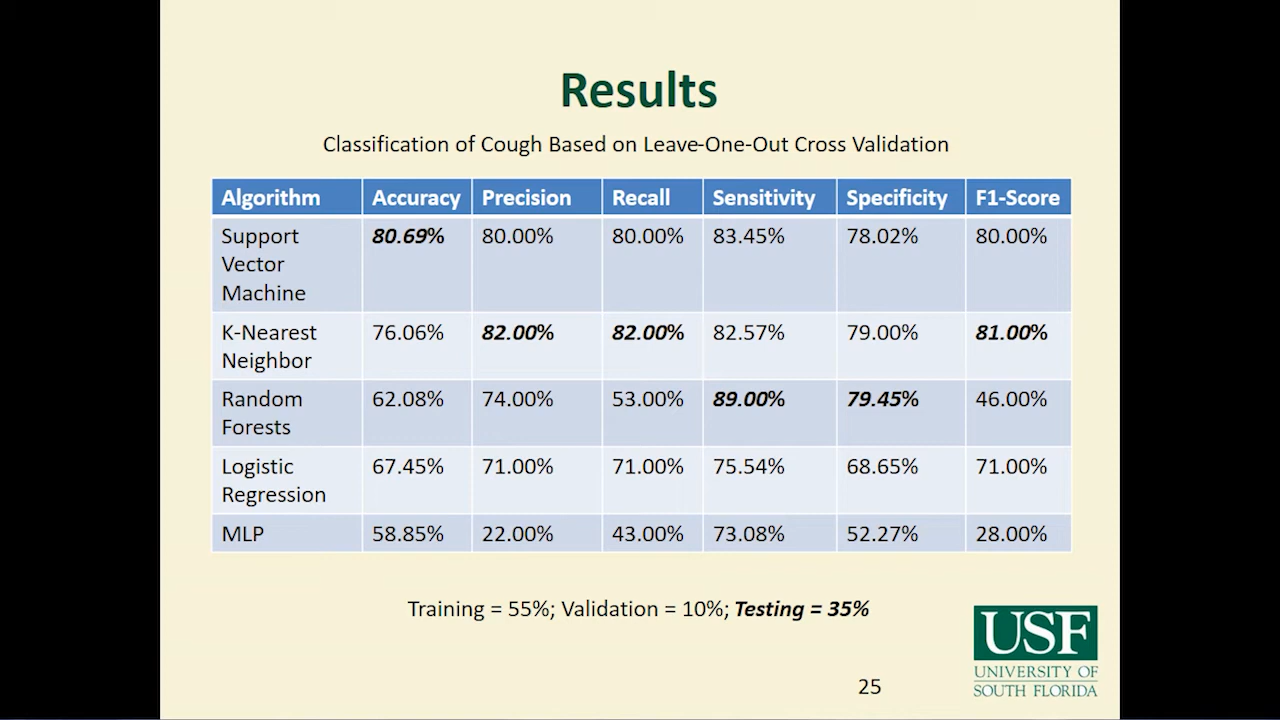 Results
Classification of Cough Based on Leave-One-Out Cross Validation
Algorithm Accuracy Precision Recall Sensitivity Specificity F1-Score
Support Vector Machine 80.69% 80.00% 80.00% 83.45% 78.02% 80.00%
K-Nearest Neighbor 76.06% 82.00% 82.00% 82.57% 79.00% 81.00%
Random Forests 62.08% 74.00% 53.00% 89.00% 79.45% 46.00%
Logistic Regression 67.45% 71.00% 71.00% 75.54% 68.65% 71.00%
MLP 58.85% 22.00% 43.00% 73.08% 52.27% 28.00%
Training = 55%; Validation = 10%; Testing = 35%
USF
UNIVERSITY OF
SOUTH FLORIDA
25